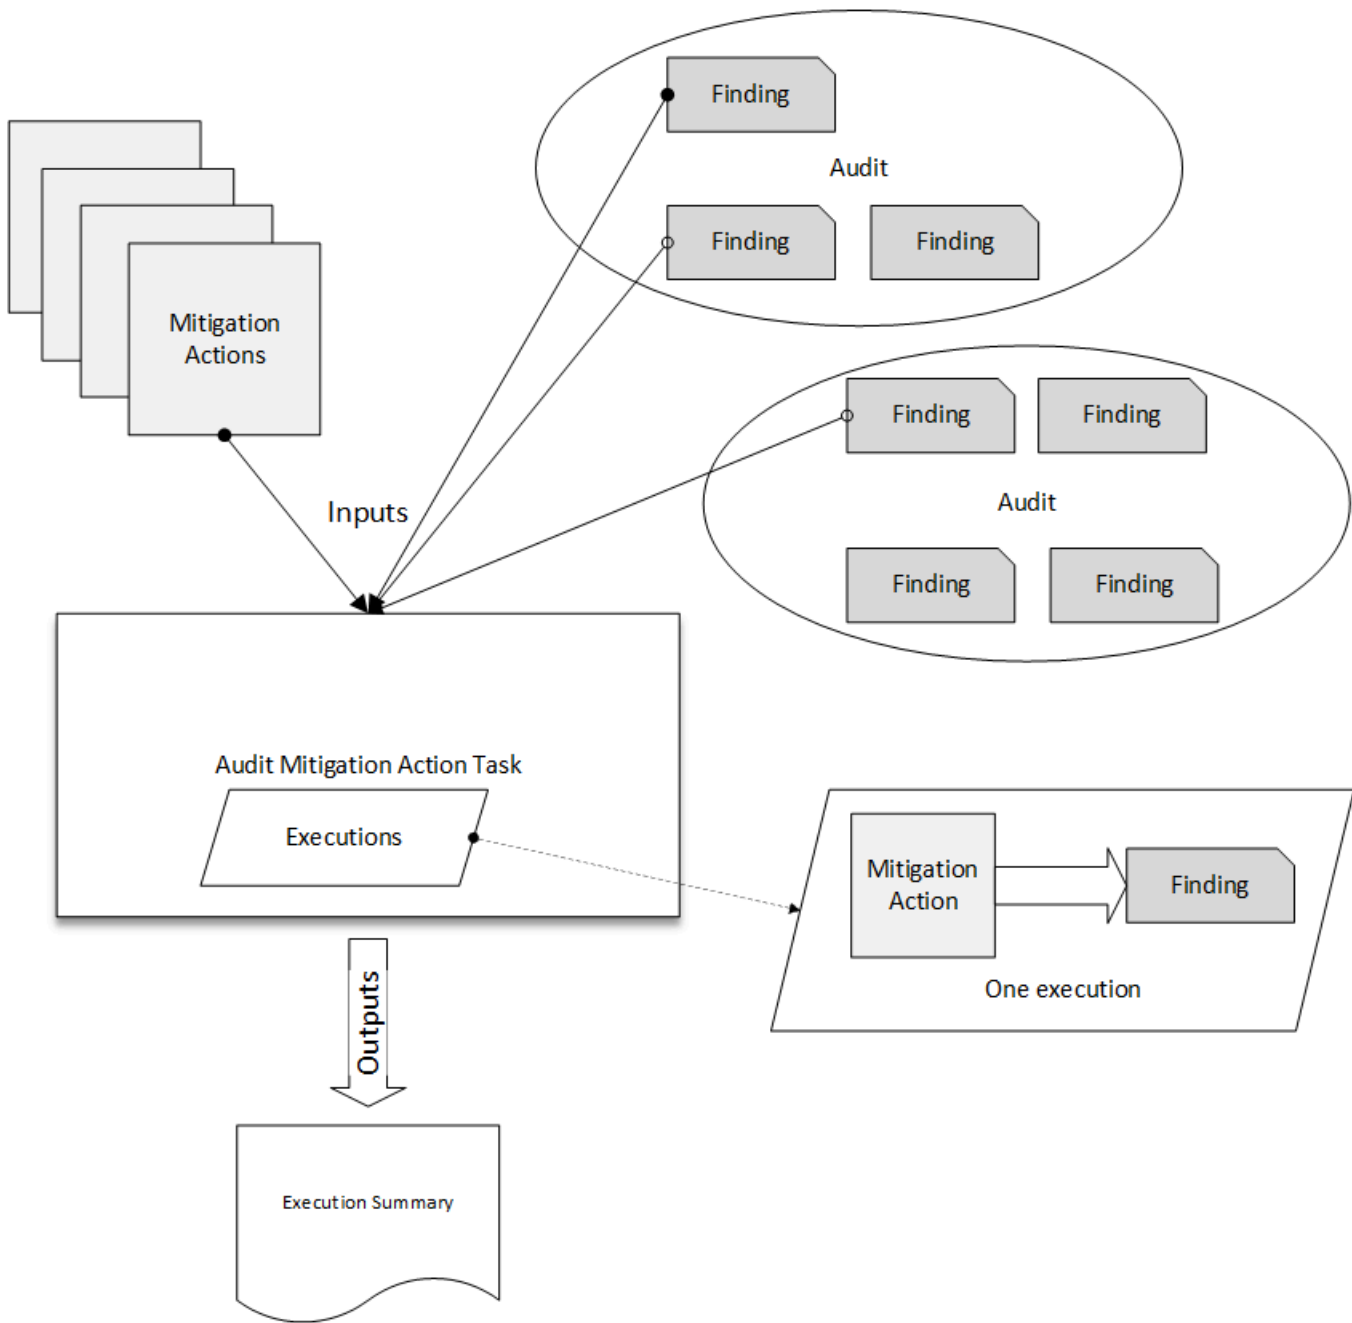 Finding
Audit
Finding
Finding
Mitigation
Actions
Finding
Finding
Audit
Inputs
Finding
Finding
Audit Mitigation Action Task
Executions
Mitigation
Action
Finding
One execution
Outputs
Execution Summary